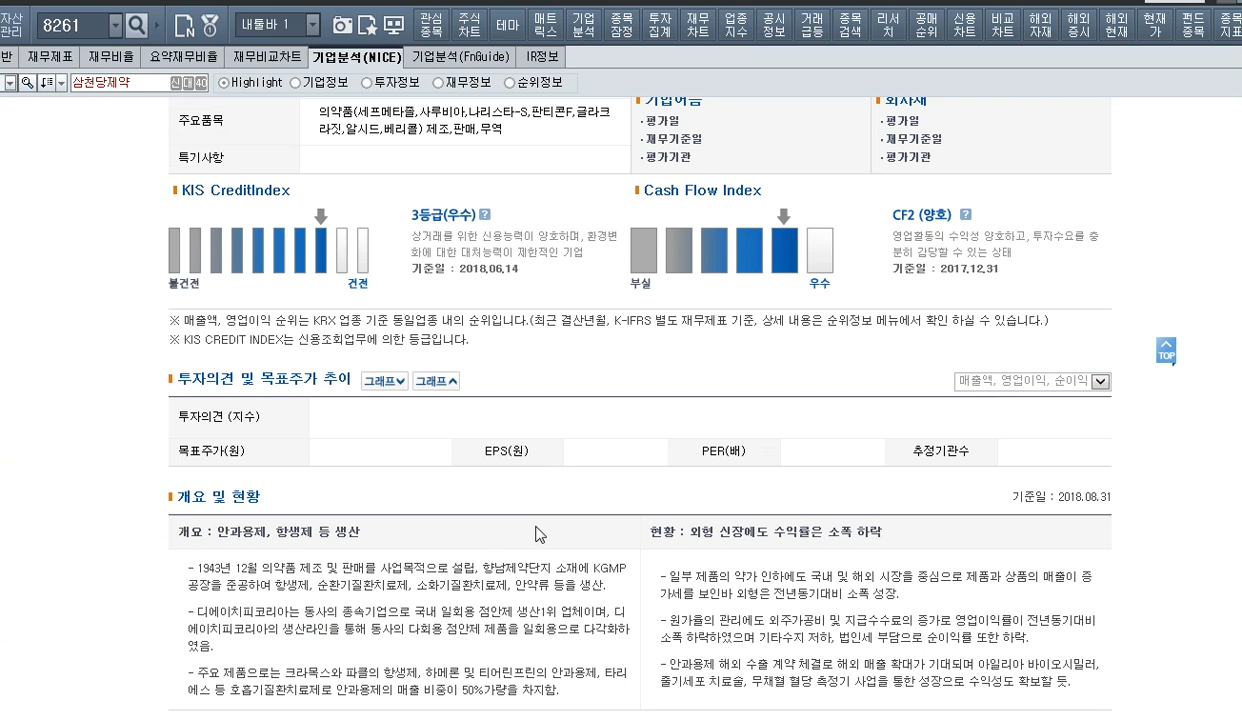 자산 관리
8261
내툴바 1
관심 종목
주식 차트
테마
매트 릭스
기업 분석
종목 잠정
투자 집계
재무 차트
업종 지수
공시 정보
거래 급등
종목 검색
리서 치
공매 순위
신용 차트
비교 차트
해외 자재
해외 증시
해외 현재
현재 가
펀드 종목
종목 지표
반
재무제표
재무비율
요약재무비율
재무비교차트
기업분석(NICE)
기업분석(FnGuide)
IR정보
삼천당제약
신 대 40
Highlight
기업정보
투자정보
재무정보
순위정보
주요품목
의약품(세프메타졸,사루비아,나리스타-S,판티콘F,글라크
라짓,알시드,베리콜) 제조,판매,무역
특기사항
기업어음
· 평가일
· 재무기준일
· 평가기관
회사채
· 평가일
· 재무기준일
· 평가기관
KIS CreditIndex
불건전
건전
3등급(우수) ?
상거래를 위한 신용능력이 양호하며, 환경변
화에 대한 대처능력이 제한적인 기업
기준일 : 2018.06.14
Cash Flow Index
부실
우수
CF2 (양호) ?
영업활동의 수익성 양호하고, 투자수요를 충
분히 감당할 수 있는 상태
기준일 : 2017.12.31
※ 매출액, 영업이익 순위는 KRX 업종 기준 동일업종 내의 순위입니다.(최근 결산년월, K-IFRS 별도 재무제표 기준, 상세 내용은 순위정보 메뉴에서 확인 하실 수 있습니다.)
※ KIS CREDIT INDEX는 신용조회업무에 의한 등급입니다.
TOP
투자의견 및 목표주가 추이
그래프
그래프
매출액, 영업이익, 순이익
투자의견 (지수)
목표주가(원)
EPS(원)
PER(배)
추정기관수
개요 및 현황
기준일 : 2018.08.31
개요 : 안과용제, 항생제 등 생산
- 1943년 12월 의약품 제조 및 판매를 사업목적으로 설립, 향남제약단지 소재에 KGMP
공장을 준공하여 항생제, 순환기질환치료제, 소화기질환치료제, 안약류 등을 생산.
- 디에이치피코리아는 동사의 종속기업으로 국내 일회용 점안제 생산1위 업체이며, 디
에이치피코리아의 생산라인을 통해 동사의 다회용 점안제 제품을 일회용으로 다각화하
였음.
- 주요 제품으로는 크라목스와 파클의 항생제, 하메론 및 티어린프린의 안과용제, 타리
에스 등 호흡기질환치료제로 안과용제의 매출 비중이 50%가량을 차지함.
현황 : 외형 신장에도 수익률은 소폭 하락
- 일부 제품의 약가 인하에도 국내 및 해외 시장을 중심으로 제품과 상품의 매출이 증
가세를 보인바 외형은 전년동기대비 소폭 성장.
- 원가율의 관리에도 외주가공비 및 지급수수료의 증가로 영업이익률이 전년동기대비
소폭 하락하였으며 기타수지 저하, 법인세 부담으로 순이익률 또한 하락.
- 안과용제 해외 수출 계약 체결로 해외 매출 확대가 기대되며 아일리아 바이오시밀러,
줄기세포 치료술, 무채혈 혈당 측정기 사업을 통한 성장으로 수익성도 확보할 듯.